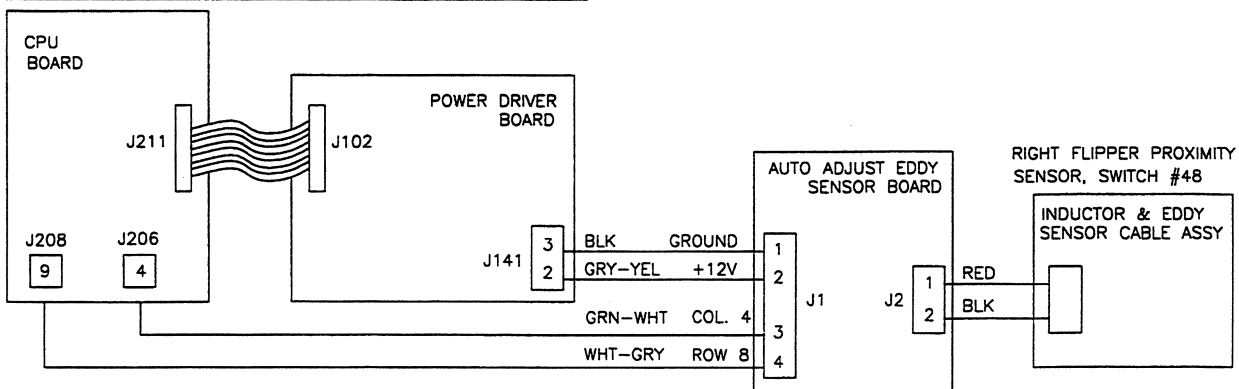 CPU
BOARD
J211
J102
J208
J206
9
4
POWER DRIVER
BOARD
J141
3
2
BLK GROUND
GRY-YEL +12V
GRN-WHT COL. 4
WHT-GRY ROW 8
AUTO ADJUST EDDY
SENSOR BOARD
1
2
3
4
J1
J2
1
2
RED
BLK
RIGHT FLIPPER PROXIMITY
SENSOR, SWITCH #48
INDUCTOR & EDDY
SENSOR CABLE ASSY